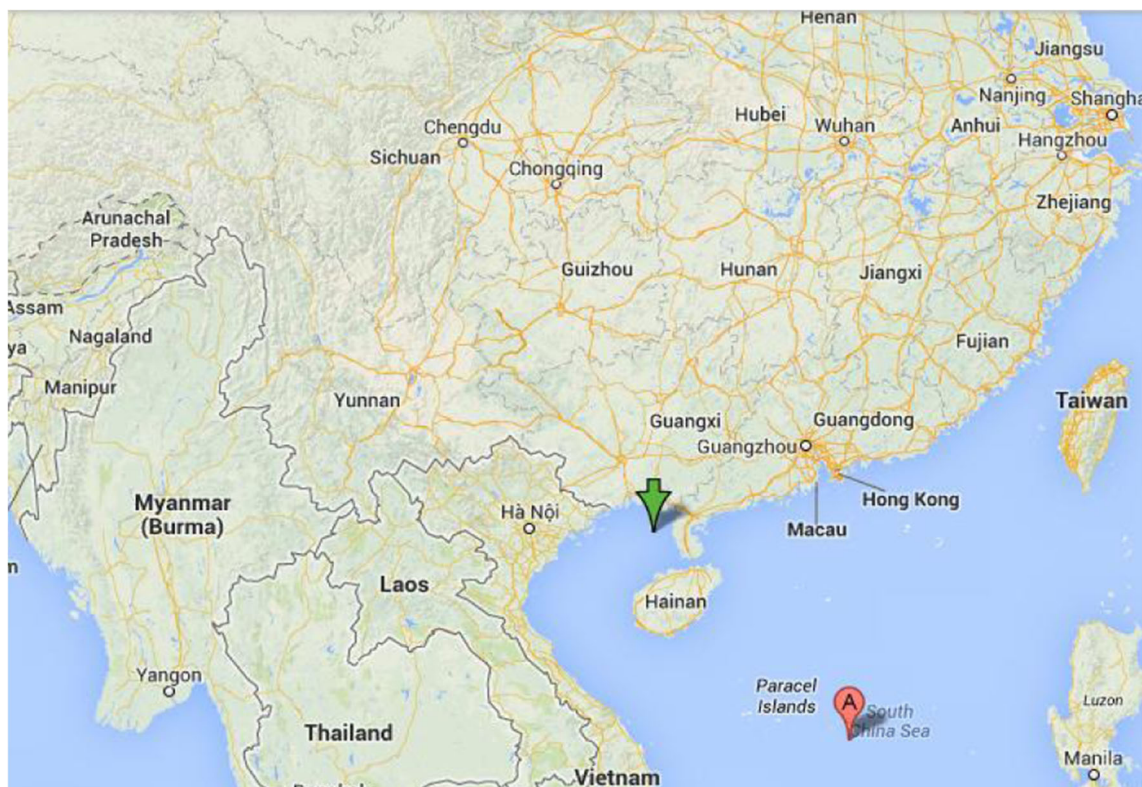 Henan
Jiangsu
Nanjing
Shangha
Hubei
Wuhan
Anhui
Hangzhou
Chengdu
Sichuan
Chongqing
Zhejiang
Arunachal
Pradesh
Guizhou
Hunan
Jiangxi
Assam
Nagaland
ya
Fujian
Manipur
Yunnan
Taiwan
Guangxi
Guangdong
Guangzhou
Myanmar
(Burma)
Hà Nội
Hong Kong
Macau
m
Laos
Hainan
Yangon
Paracel
Islands
A
South
China Sea
Luzon
Thailand
Manila
Vietnam